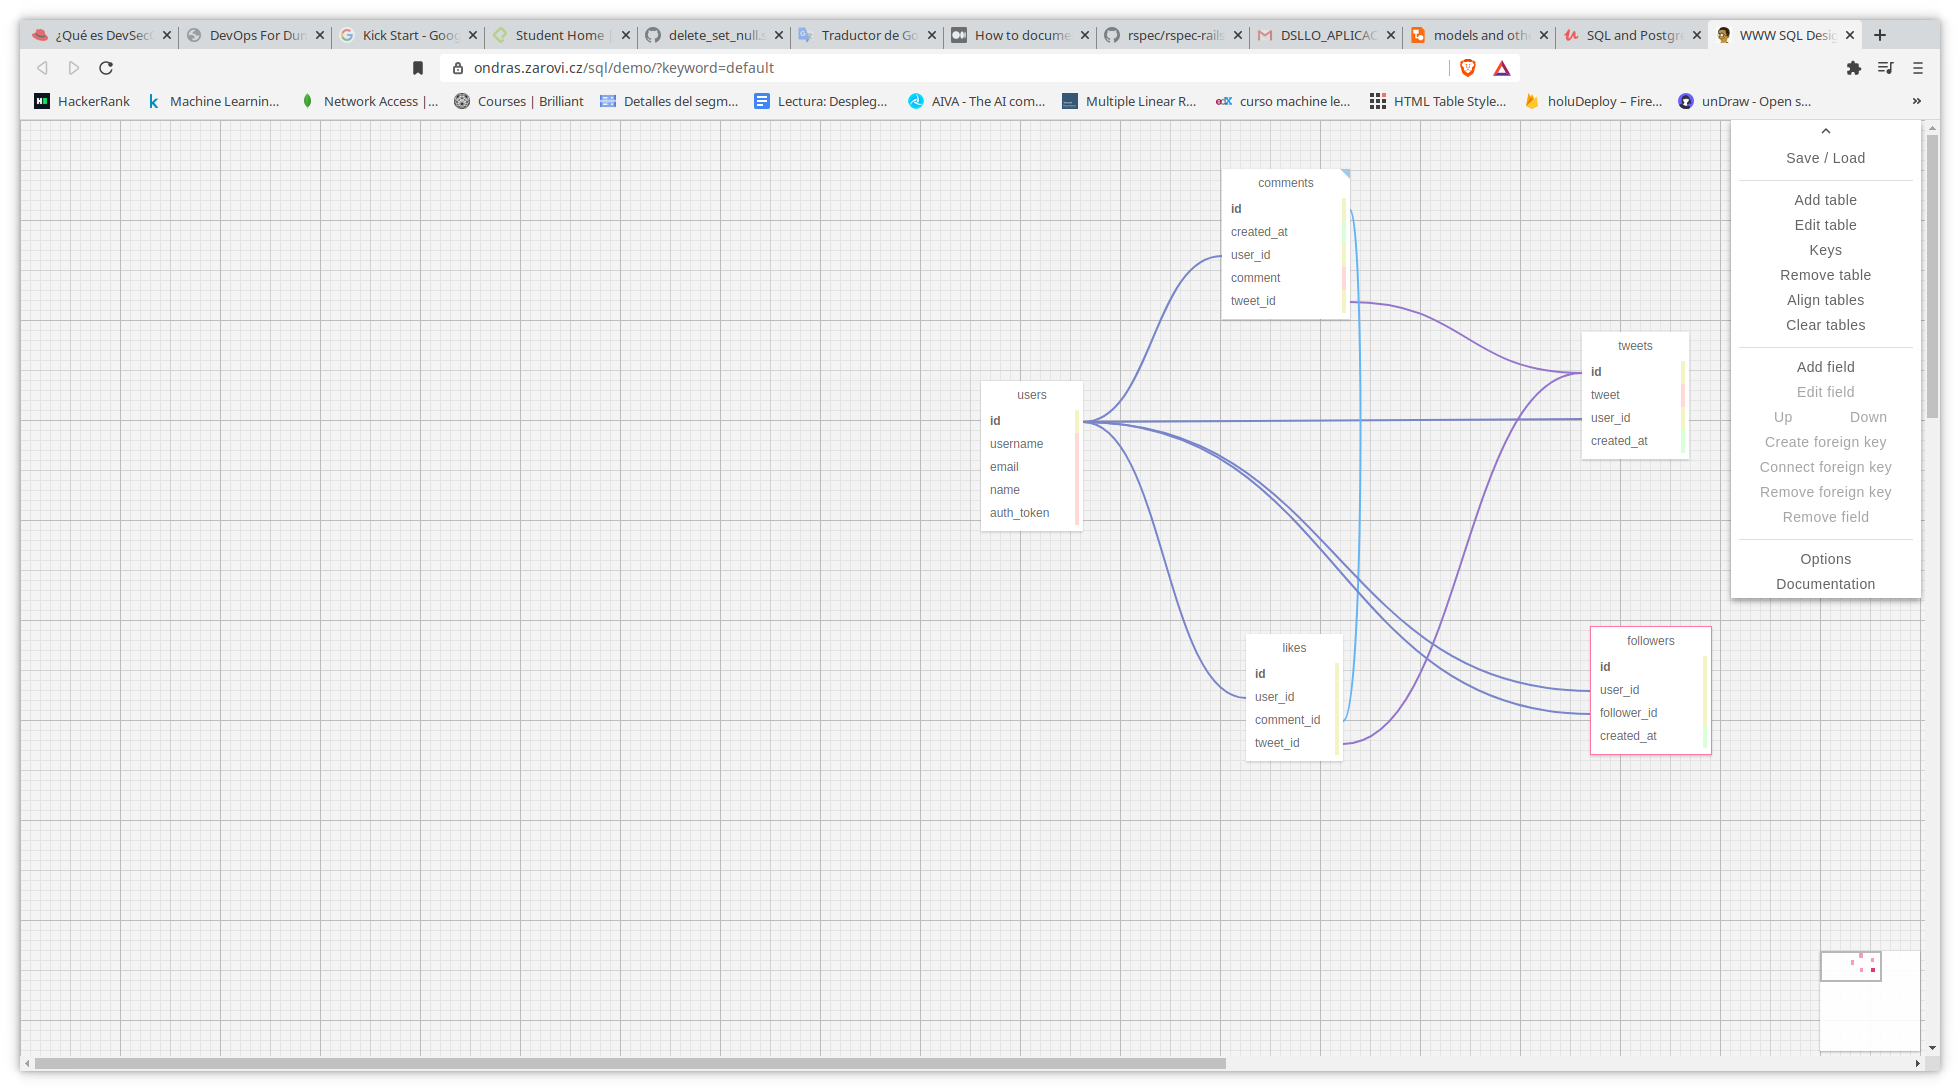 ¿Qué es DevSecO
DevOps For Dum
Kick Start - Goog
Student Home |
delete_set_null.s
Traductor de Go
How to docume
rspec/rspec-rails
DSLLO_APLICAC
models and oth
SQL and Postgre
WWW SQL Desig
ondras.zarovi.cz/sql/demo/?keyword=default
HackerRank
Machine Learnin...
Network Access |...
Courses | Brilliant
Detalles del segm...
Lectura: Despleg...
AIVA - The AI com...
Multiple Linear R...
edX curso machine le...
HTML Table Style...
holuDeploy – Fire...
unDraw - Open s...
»
Save / Load
Add table
Edit table
Keys
Remove table
Align tables
Clear tables
Add field
Edit field
Up Down
Create foreign key
Connect foreign key
Remove foreign key
Remove field
Options
Documentation
comments
id
created_at
user_id
comment
tweet_id
tweets
id
tweet
user_id
created_at
users
id
username
email
name
auth_token
likes
id
user_id
comment_id
tweet_id
followers
id
user_id
follower_id
created_at